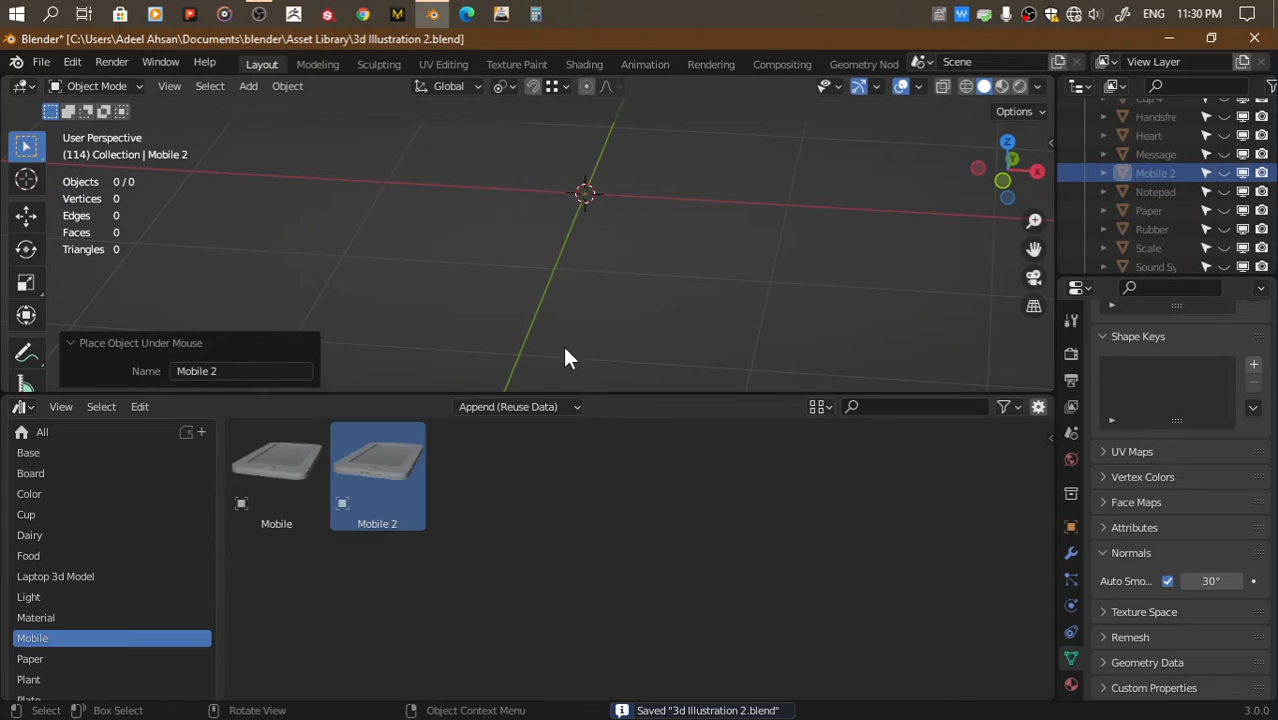 ENG 11:30 PM
Blender* [C:\Users\Adeel Ahsan\Documents\blender\Asset Library\3d Illustration 2.blend]
File Edit Render Window Help Layout Modeling Sculpting UV Editing Texture Paint Shading Animation Rendering Compositing Geometry Nod Scene View Layer
Object Mode View Select Add Object Global
Options
User Perspective
(114) Collection | Mobile 2
Objects 0 / 0
Vertices 0
Edges 0
Faces 0
Triangles 0
Z
Y
X
Place Object Under Mouse
Name Mobile 2
Cup 4
Handsfre
Heart
Message
Mobile 2
Notepad
Paper
Rubber
Scale
Sound Sy
View Select Edit Append (Reuse Data)
All
Base
Board
Color
Cup
Dairy
Food
Laptop 3d Model
Light
Material
Mobile
Paper
Plant
Plate
Mobile
Mobile 2
Shape Keys
UV Maps
Vertex Colors
Face Maps
Attributes
Normals
Auto Smo... 30°
Texture Space
Remesh
Geometry Data
Custom Properties
Select Box Select Rotate View Object Context Menu Saved "3d Illustration 2.blend" 3.0.0